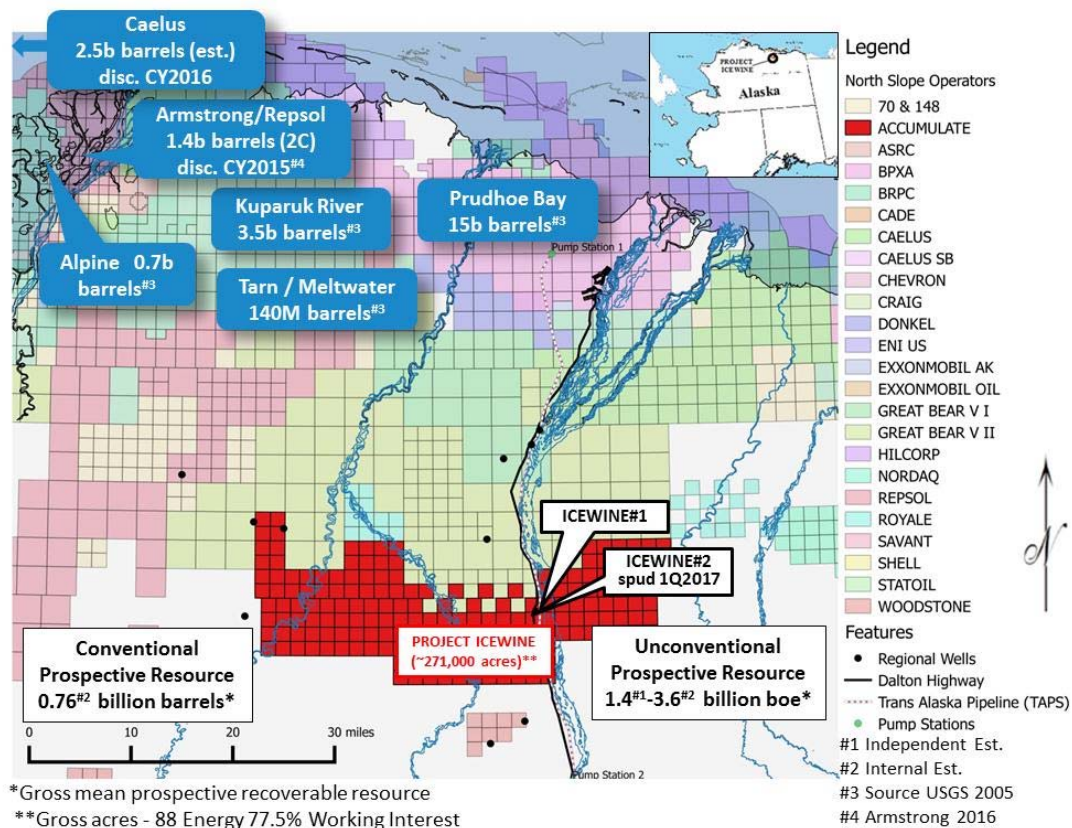 Caelus
2.5b barrels (est.)
disc. CY2016
Armstrong/Repsol
1.4b barrels (2C)
disc. CY2015#4
Kuparuk River
3.5b barrels#3
Prudhoe Bay
15b barrels#3
Pump Station 1
Alpine 0.7b
barrels#3
Tarn / Meltwater
140M barrels#3
PROJECT
ICEWINE
Alaska
ICEWINE#1
ICEWINE#2
spud 1Q2017
PROJECT ICEWINE
(~271,000 acres)**
Conventional
Prospective Resource
0.76#2 billion barrels*
Unconventional
Prospective Resource
1.4#1-3.6#2 billion boe*
0 10 20 30 miles
Pump Station 2
*Gross mean prospective recoverable resource
**Gross acres - 88 Energy 77.5% Working Interest
Legend
North Slope Operators
70 & 148
ACCUMULATE
ASRC
BPXA
BRPC
CADE
CAELUS
CAELUS SB
CHEVRON
CRAIG
DONKEL
ENI US
EXXONMOBIL AK
EXXONMOBIL OIL
GREAT BEAR V I
GREAT BEAR V II
HILCORP
NORDAQ
REPSOL
ROYALE
SAVANT
SHELL
STATOIL
WOODSTONE
Features
Regional Wells
Dalton Highway
Trans Alaska Pipeline (TAPS)
Pump Stations
#1 Independent Est.
#2 Internal Est.
#3 Source USGS 2005
#4 Armstrong 2016
N